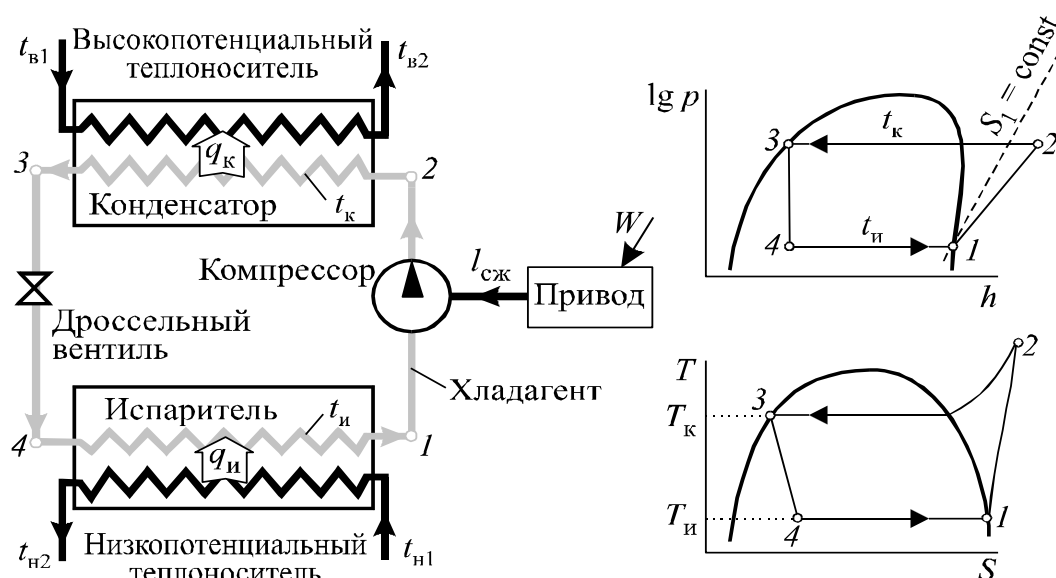 t в1
Высокопотенциальный
теплоноситель
t в2
q к
3
2
Конденсатор
t к
Компрессор
l сж
W
Привод
Дроссельный
вентиль
Хладагент
Испаритель
t и
4
1
q и
t н2
Низкопотенциальный
теплоноситель
t н1
lg p
S1 = const
t к
3
2
4
t и
1
h
T
2
3
T к
T и
4
1
S